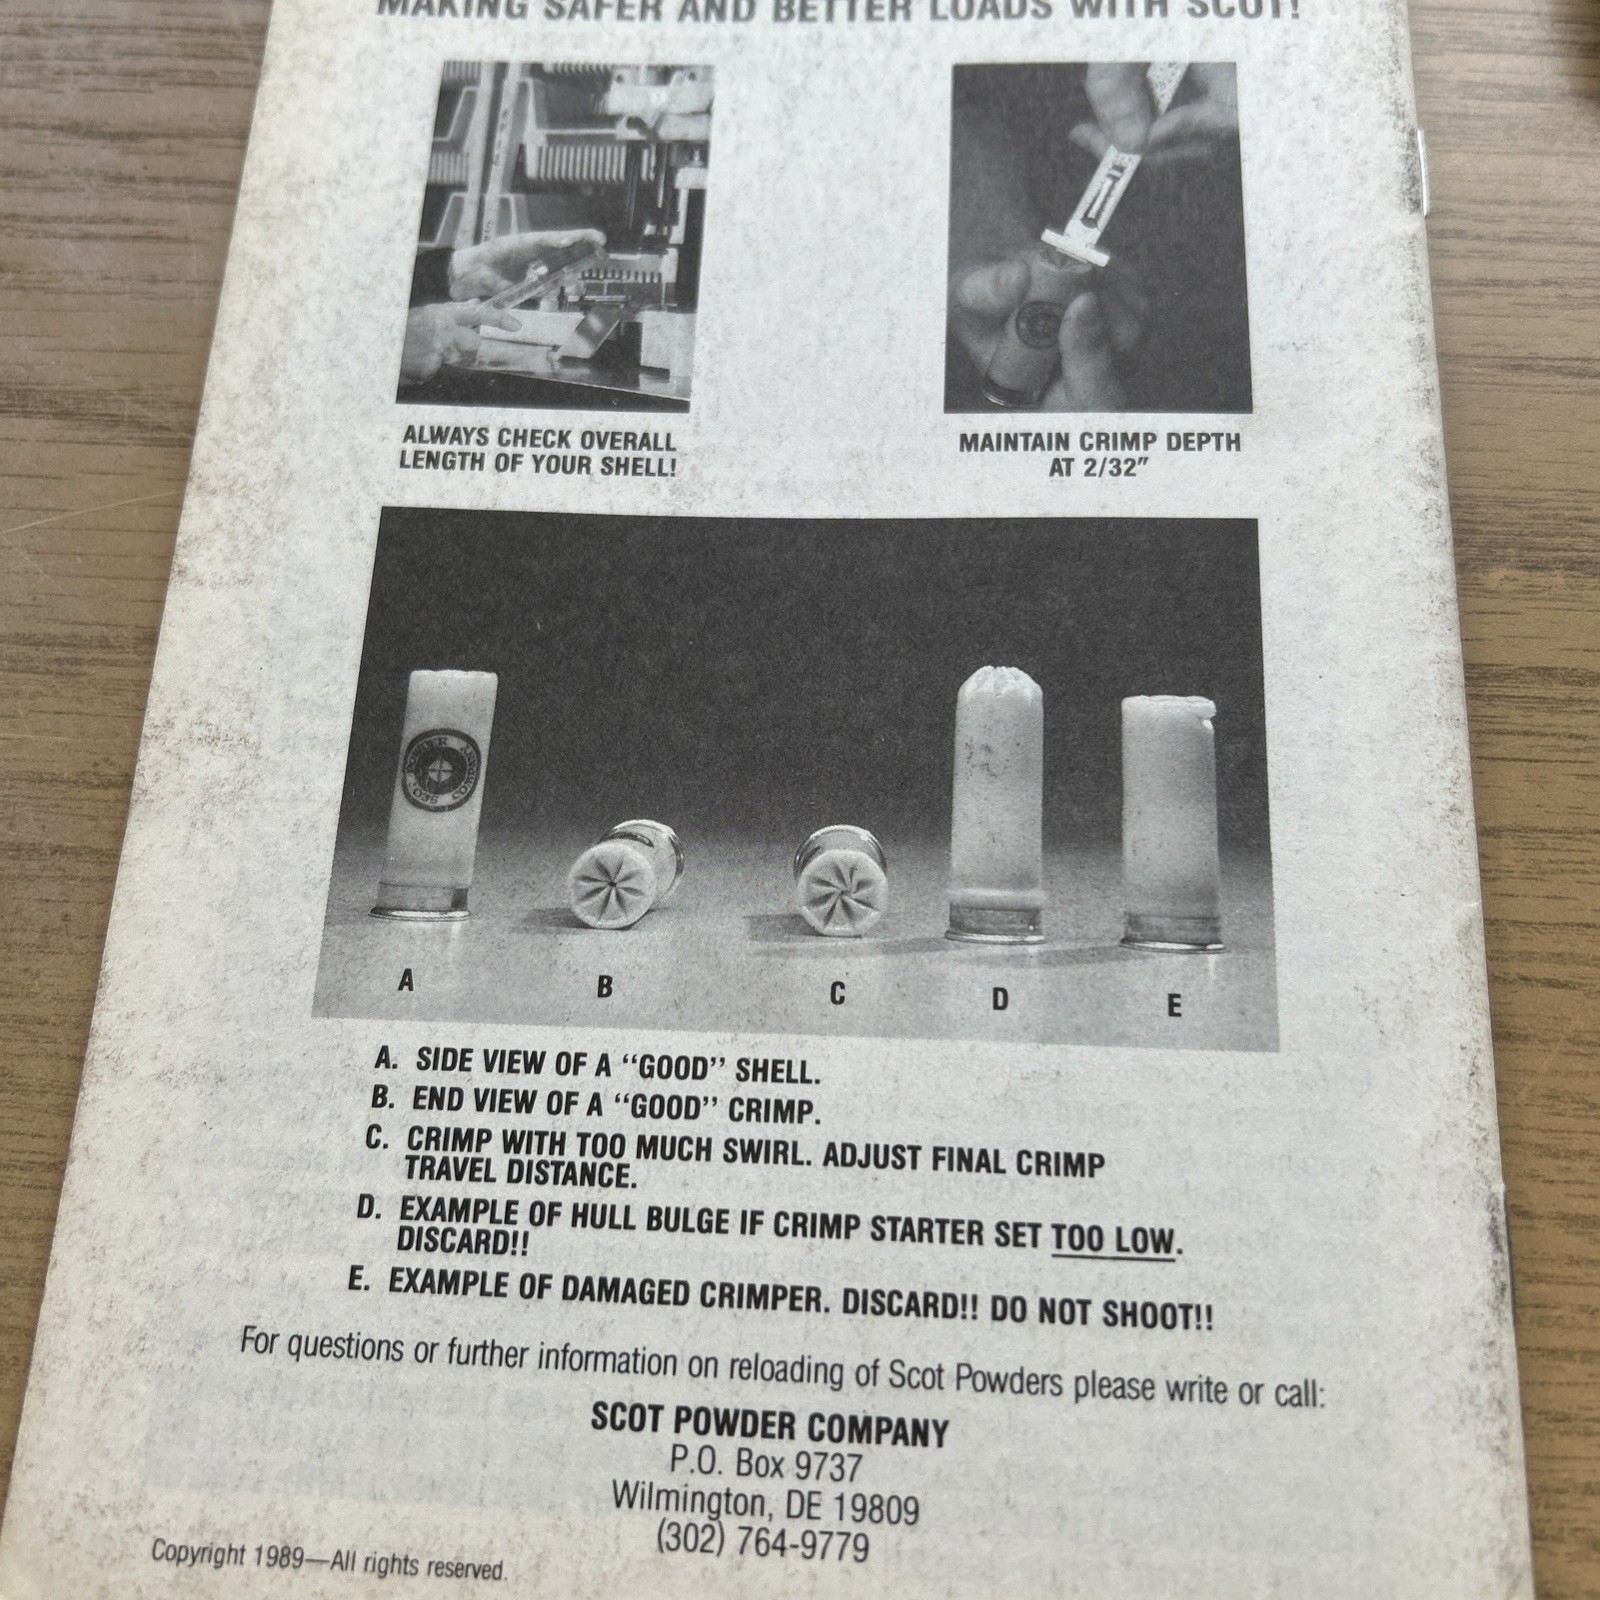 MAKING SAFER AND BETTER LOADS WITH SCOT!
ALWAYS CHECK OVERALL
LENGTH OF YOUR SHELL!
MAINTAIN CRIMP DEPTH
AT 2/32"
POWDER COMPANY
SCOT
A
B
C
D
E
A. SIDE VIEW OF A "GOOD" SHELL.
B. END VIEW OF A "GOOD" CRIMP.
C. CRIMP WITH TOO MUCH SWIRL. ADJUST FINAL CRIMP
TRAVEL DISTANCE.
D. EXAMPLE OF HULL BULGE IF CRIMP STARTER SET TOO LOW.
DISCARD!!
E. EXAMPLE OF DAMAGED CRIMPER. DISCARD!! DO NOT SHOOT!!
For questions or further information on reloading of Scot Powders please write or call:
SCOT POWDER COMPANY
P.O. Box 9737
Wilmington, DE 19809
(302) 764-9779
Copyright 1989—All rights reserved.